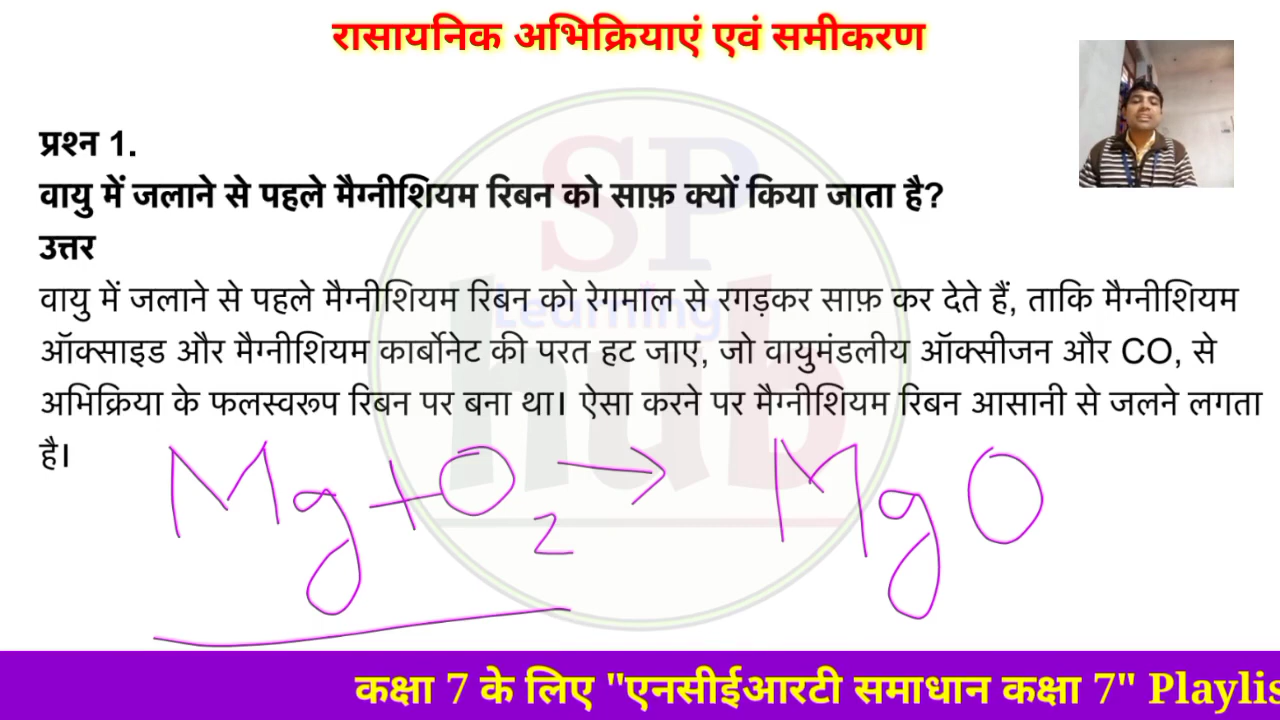 रासायनिक अभिक्रियाएं एवं समीकरण
प्रश्न 1.
वायु में जलाने से पहले मैग्नीशियम रिबन को साफ़ क्यों किया जाता है?
उत्तर
वायु में जलाने से पहले मैग्नीशियम रिबन को रेगमाल से रगड़कर साफ़ कर देते हैं, ताकि मैग्नीशियम
ऑक्साइड और मैग्नीशियम कार्बोनेट की परत हट जाए, जो वायुमंडलीय ऑक्सीजन और CO, से
अभिक्रिया के फलस्वरूप रिबन पर बना था। ऐसा करने पर मैग्नीशियम रिबन आसानी से जलने लगता
है।
Mg+O2 → MgO
SP
Learning
hub
कक्षा 7 के लिए "एनसीईआरटी समाधान कक्षा 7" Playlis